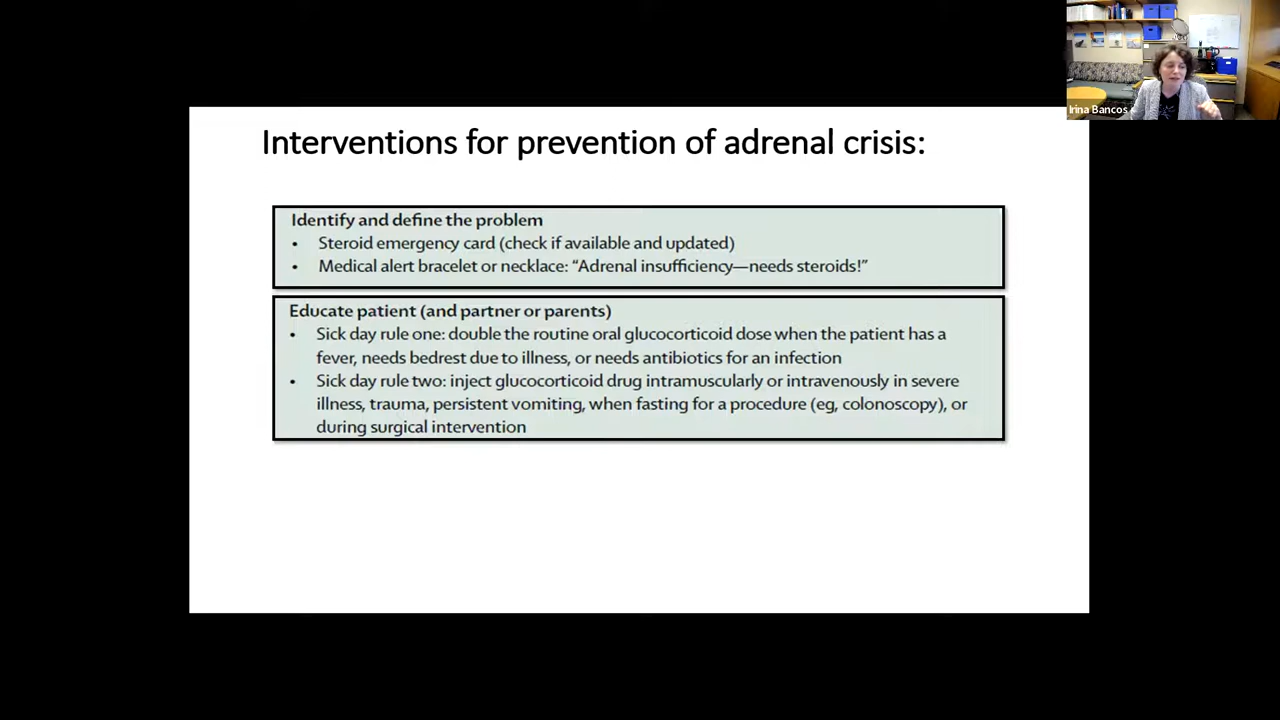 Irina Bancos
Interventions for prevention of adrenal crisis:
Identify and define the problem
• Steroid emergency card (check if available and updated)
• Medical alert bracelet or necklace: “Adrenal insufficiency—needs steroids!”
Educate patient (and partner or parents)
• Sick day rule one: double the routine oral glucocorticoid dose when the patient has a
fever, needs bedrest due to illness, or needs antibiotics for an infection
• Sick day rule two: inject glucocorticoid drug intramuscularly or intravenously in severe
illness, trauma, persistent vomiting, when fasting for a procedure (eg, colonoscopy), or
during surgical intervention